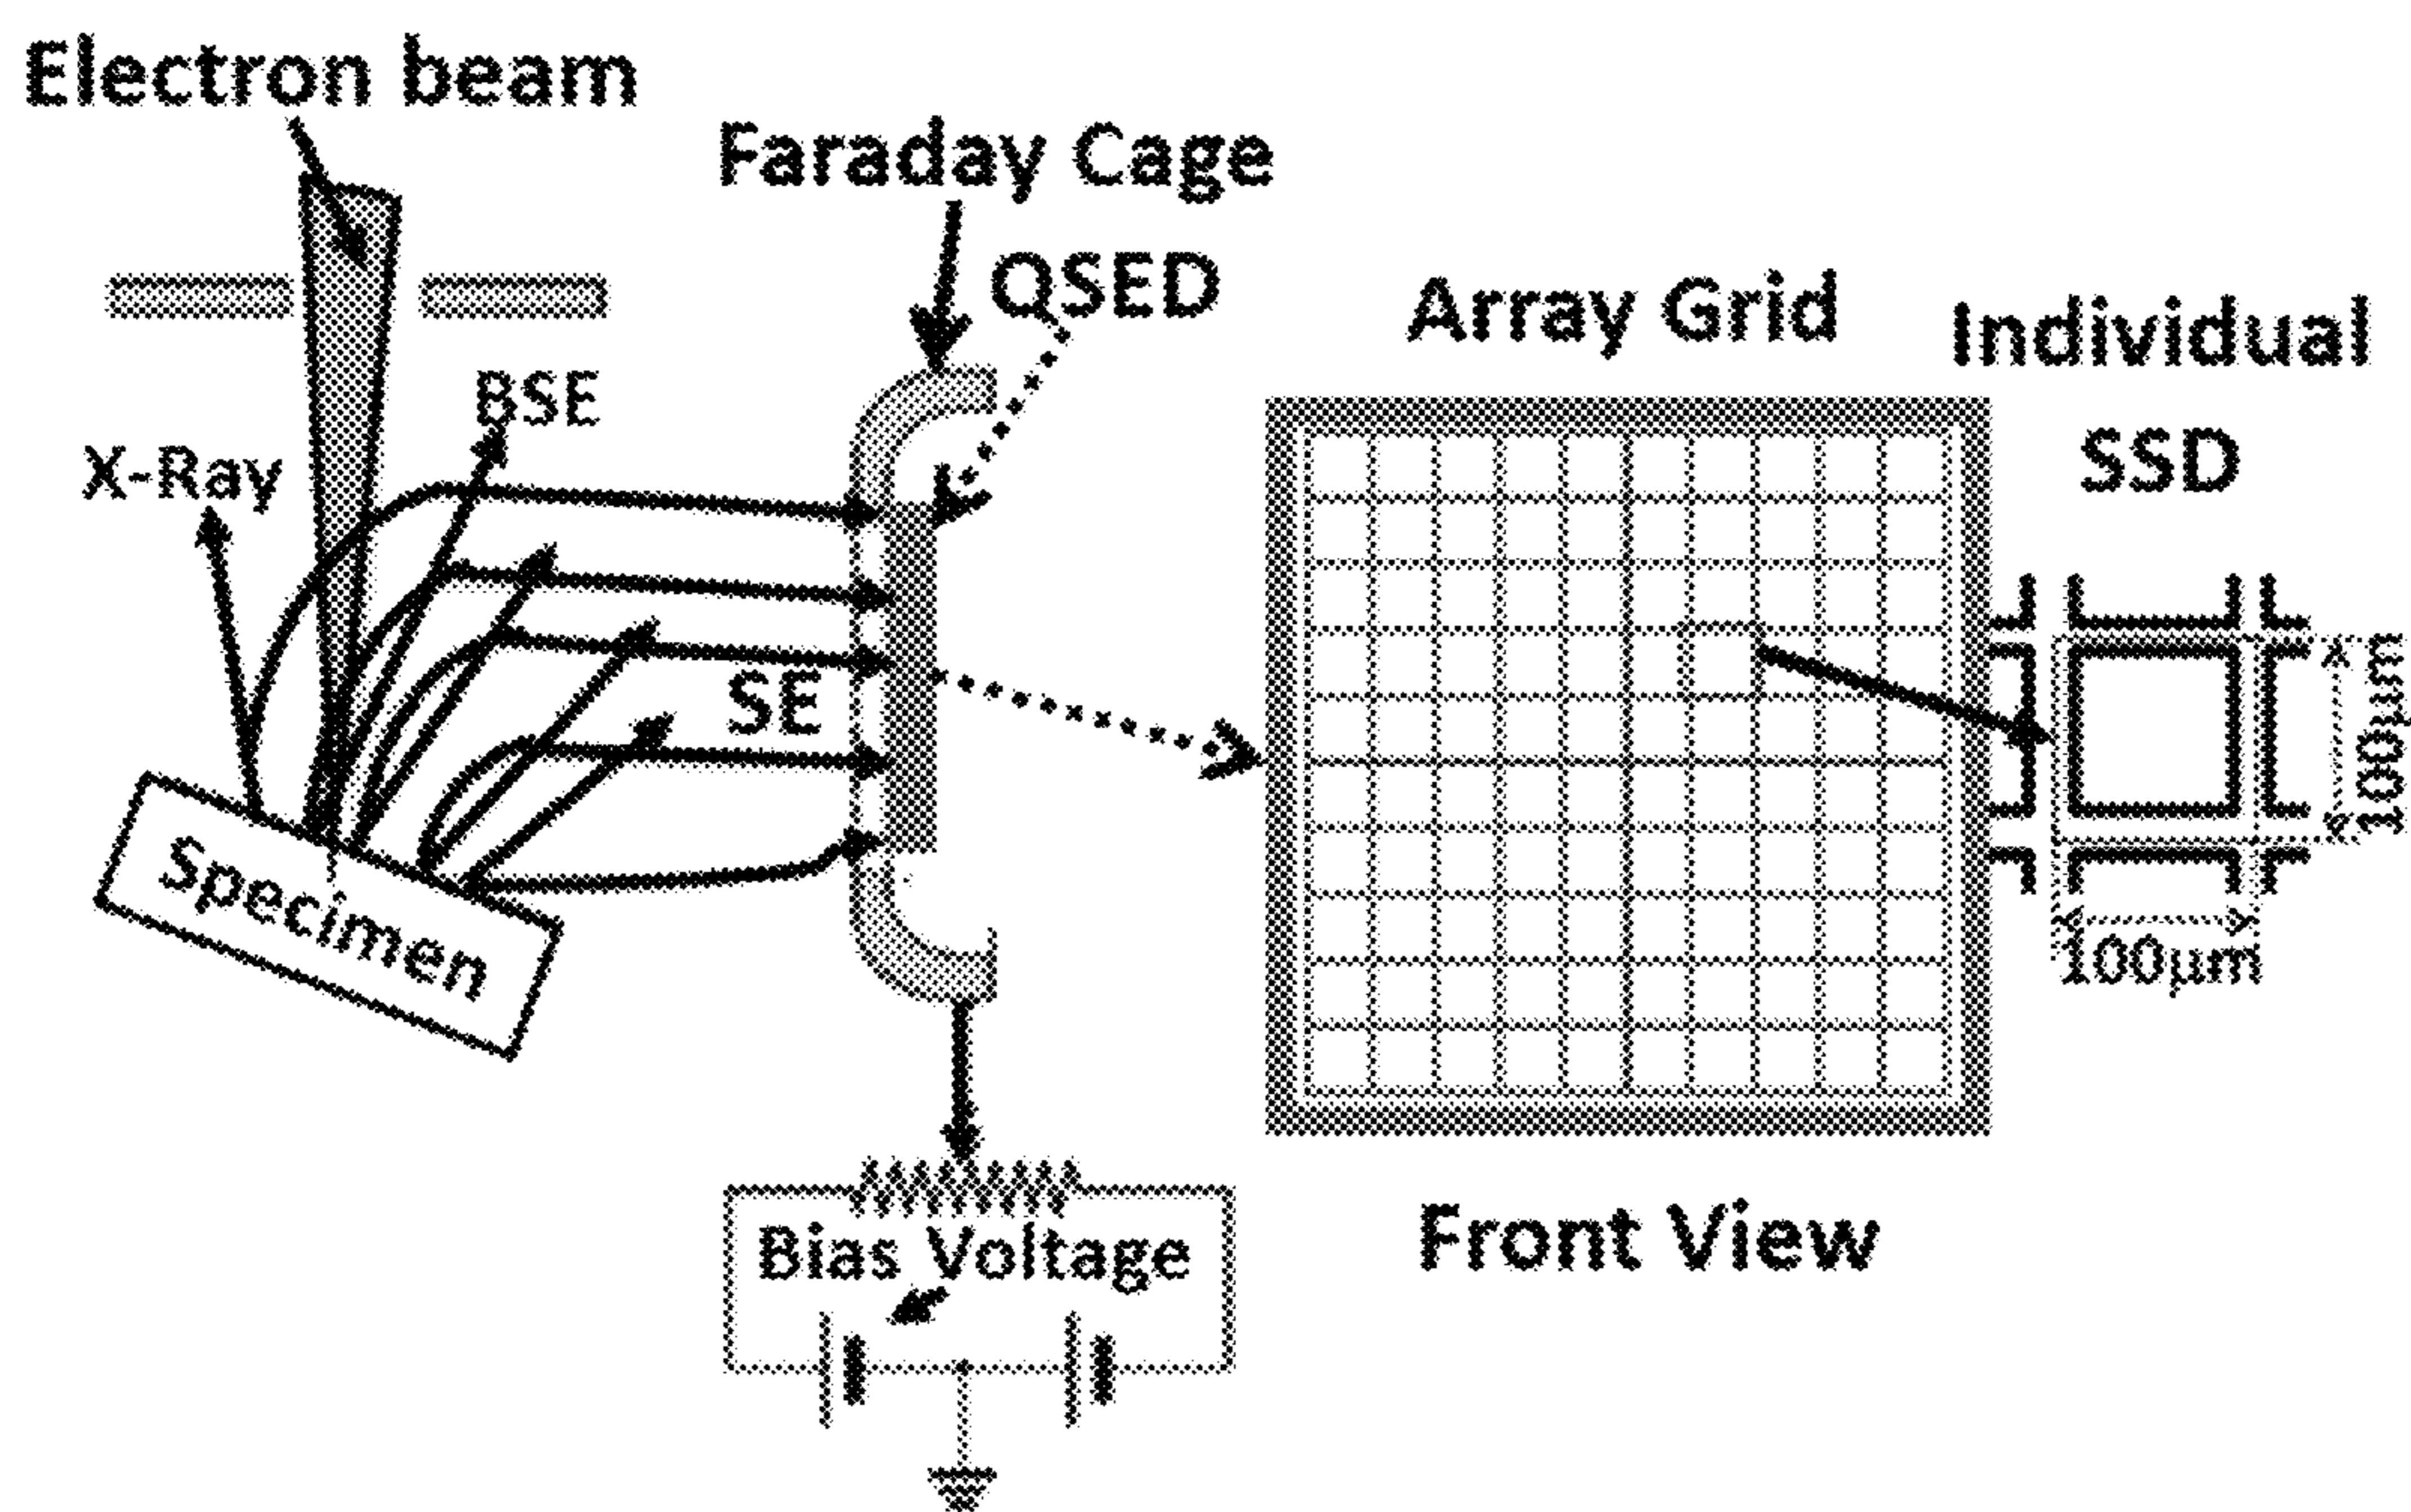 Electron beam
Faraday Cage
QSED
Array Grid
Individual
SSD
BSE
X-Ray
SE
Specimen
100µm
100µm
Bias Voltage
Front View